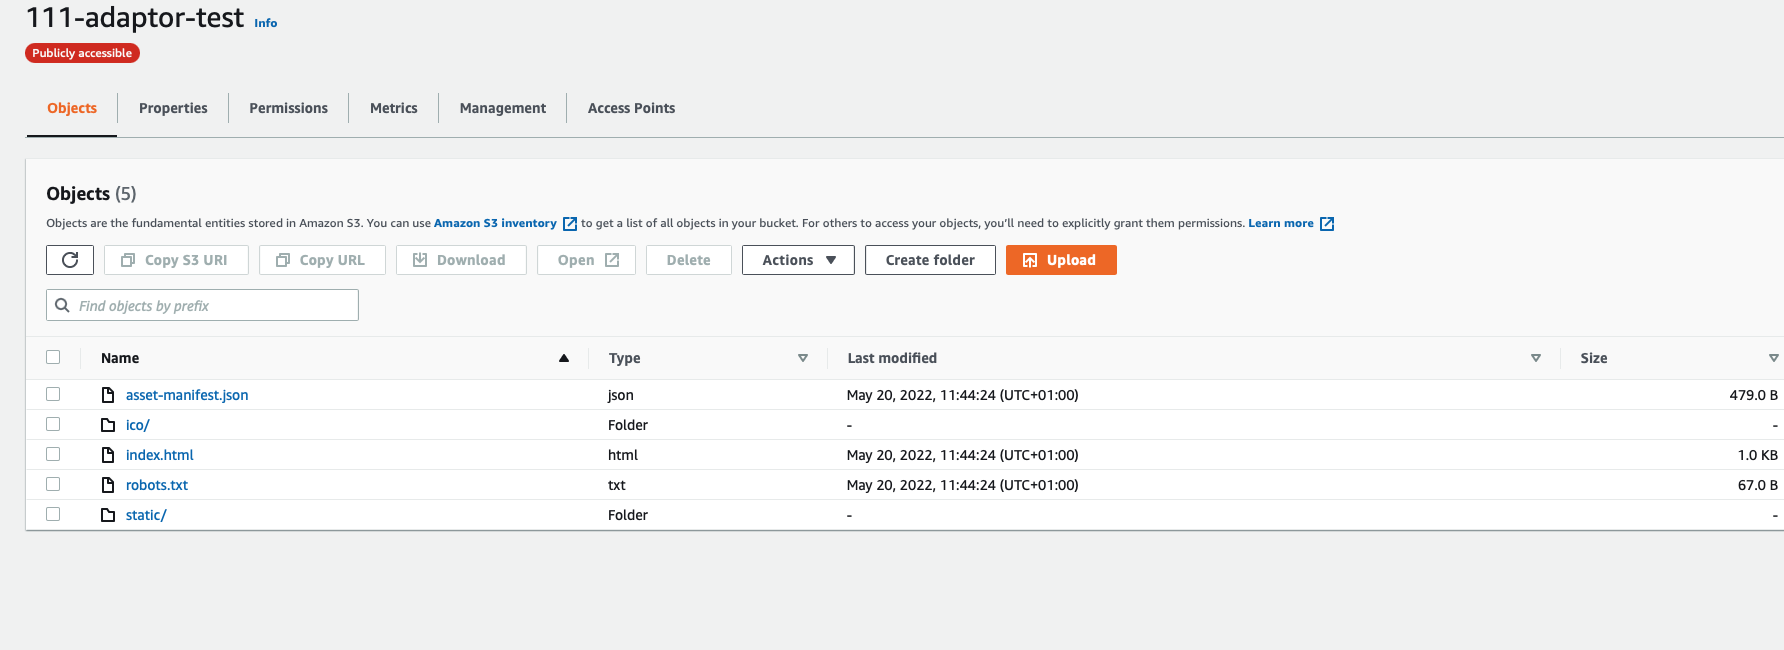 111-adaptor-test Info
Publicly accessible
Objects Properties Permissions Metrics Management Access Points
Objects (5)
Objects are the fundamental entities stored in Amazon S3. You can use Amazon S3 inventory to get a list of all objects in your bucket. For others to access your objects, you'll need to explicitly grant them permissions. Learn more
Copy S3 URI Copy URL Download Open Delete Actions Create folder Upload
Find objects by prefix
Name Type Last modified Size
asset-manifest.json json May 20, 2022, 11:44:24 (UTC+01:00) 479.0 B
ico/ Folder - -
index.html html May 20, 2022, 11:44:24 (UTC+01:00) 1.0 KB
robots.txt txt May 20, 2022, 11:44:24 (UTC+01:00) 67.0 B
static/ Folder - -